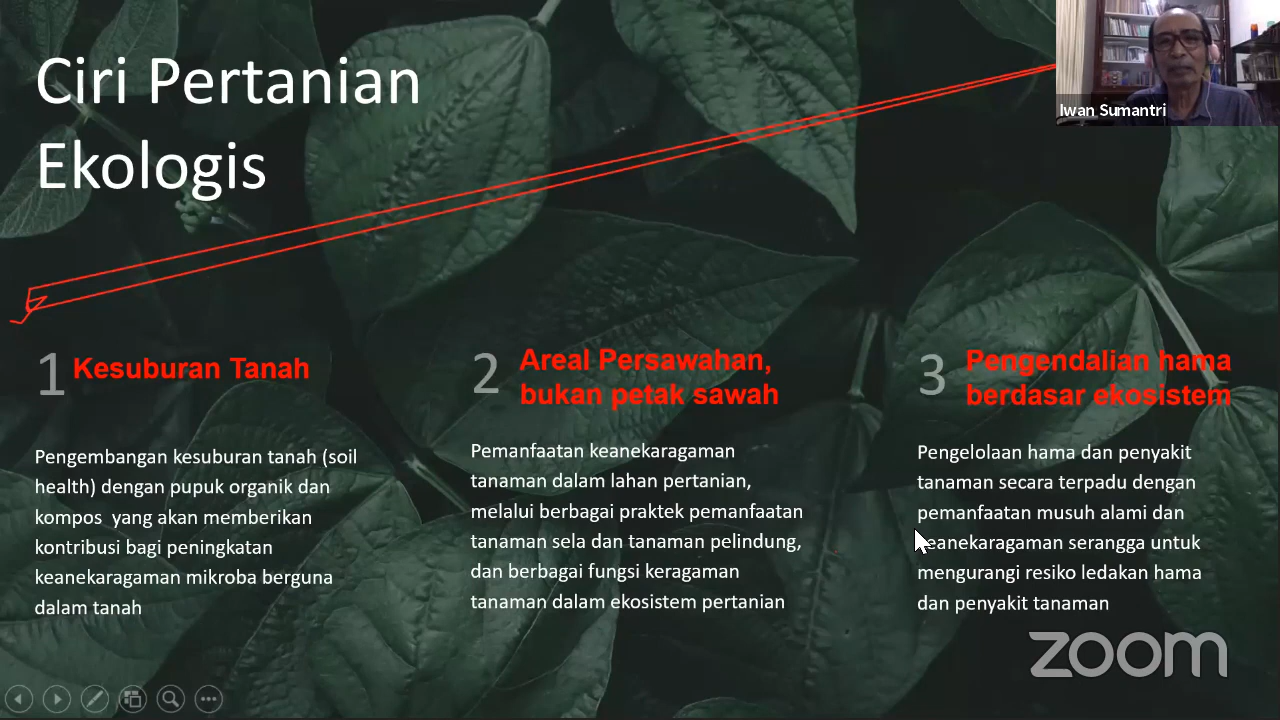 Ciri Pertanian
Ekologis
Iwan Sumantri
1 Kesuburan Tanah
Pengembangan kesuburan tanah (soil
health) dengan pupuk organik dan
kompos yang akan memberikan
kontribusi bagi peningkatan
keanekaragaman mikroba berguna
dalam tanah
2 Areal Persawahan,
bukan petak sawah
Pemanfaatan keanekaragaman
tanaman dalam lahan pertanian,
melalui berbagai praktek pemanfaatan
tanaman sela dan tanaman pelindung,
dan berbagai fungsi keragaman
tanaman dalam ekosistem pertanian
3 Pengendalian hama
berdasar ekosistem
Pengelolaan hama dan penyakit
tanaman secara terpadu dengan
pemanfaatan musuh alami dan
keanekaragaman serangga untuk
mengurangi resiko ledakan hama
dan penyakit tanaman
zoom